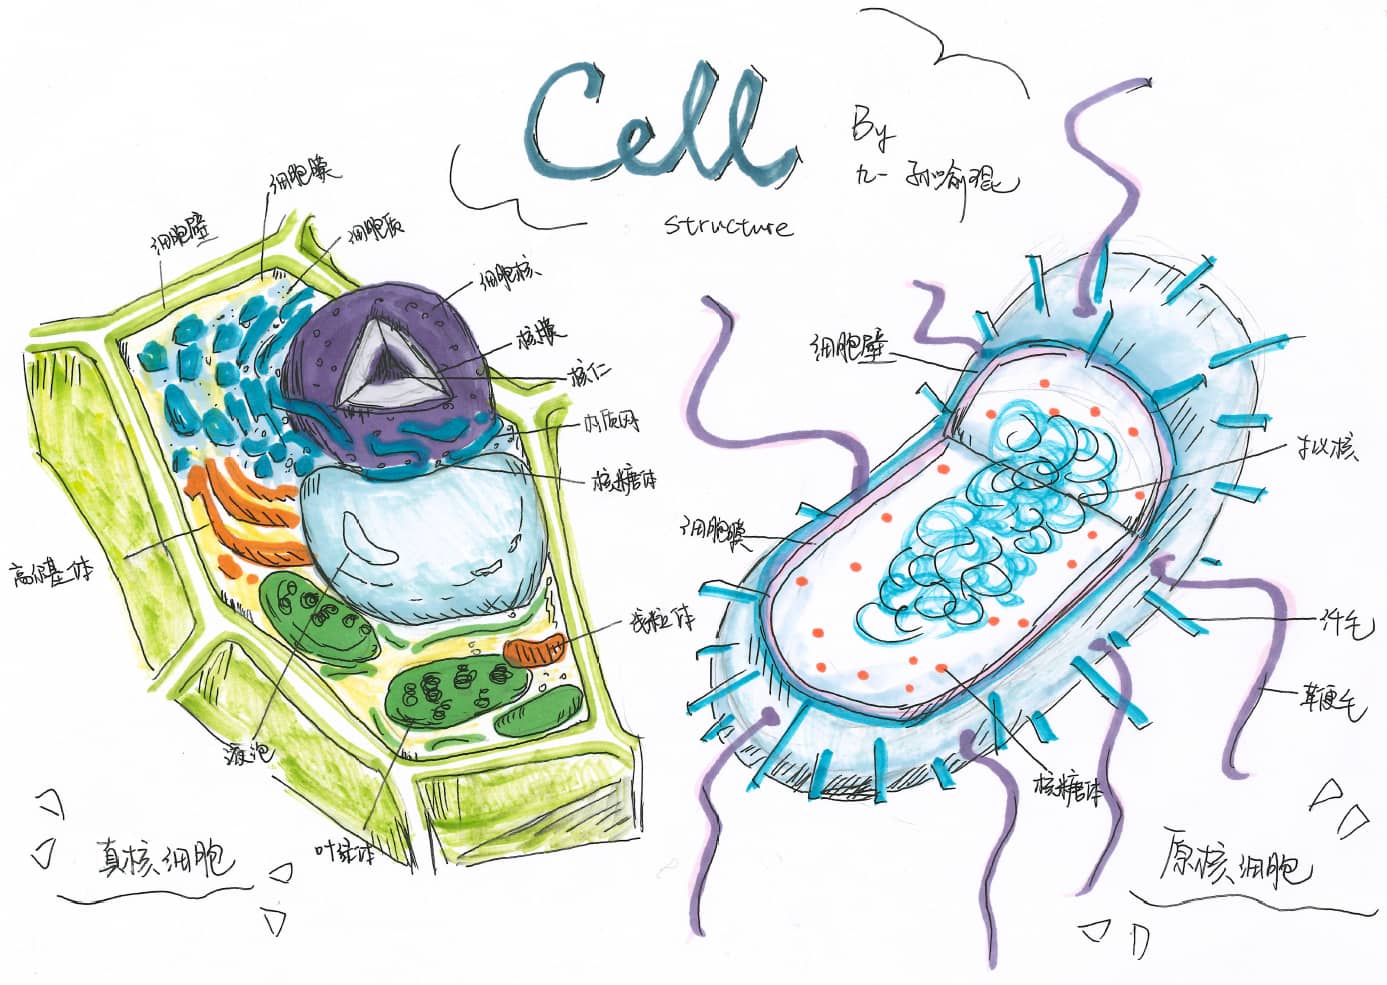 Cell
structure
By
九一 孙喻琨
细胞膜
细胞壁
细胞质
细胞核
核膜
核仁
内质网
核糖体
高尔基体
线粒体
液泡
叶绿体
真核细胞
细胞壁
拟核
细胞膜
纤毛
鞭毛
核糖体
原核细胞